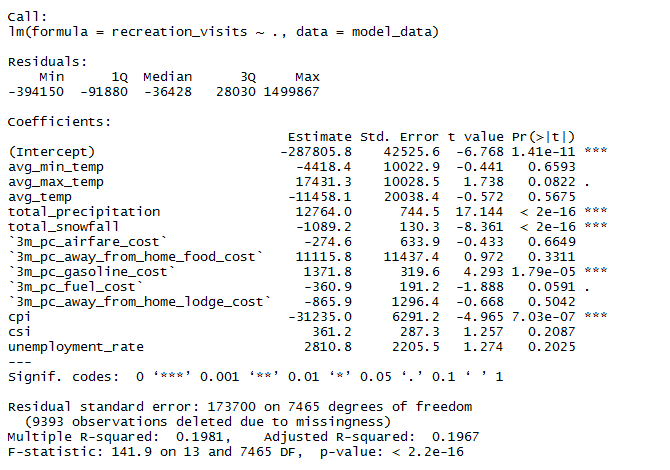 Call:
lm(formula = recreation_visits ~ ., data = model_data)
Residuals:
    Min      1Q  Median      3Q     Max
-394150  -91880  -36428   28030 1499867
Coefficients:
                                  Estimate Std. Error t value Pr(>|t|)
(Intercept)                      -287805.8    42525.6  -6.768 1.41e-11 ***
avg_min_temp                       -4418.4    10022.9  -0.441   0.6593
avg_max_temp                       17431.3    10028.5   1.738   0.0822 .
avg_temp                          -11458.1    20038.4  -0.572   0.5675
total_precipitation                12764.0      744.5  17.144  < 2e-16 ***
total_snowfall                     -1089.2      130.3  -8.361  < 2e-16 ***
`3m_pc_airfare_cost`                -274.6      633.9  -0.433   0.6649
`3m_pc_away_from_home_food_cost`   11115.8    11437.4   0.972   0.3311
`3m_pc_gasoline_cost`               1371.8      319.6   4.293 1.79e-05 ***
`3m_pc_fuel_cost`                   -360.9      191.2  -1.888   0.0591 .
`3m_pc_away_from_home_lodge_cost`   -865.9     1296.4  -0.668   0.5042
cpi                               -31235.0     6291.2  -4.965 7.03e-07 ***
csi                                  361.2      287.3   1.257   0.2087
unemployment_rate                   2810.8     2205.5   1.274   0.2025
---
Signif. codes:  0 ‘***’ 0.001 ‘**’ 0.01 ‘*’ 0.05 ‘.’ 0.1 ‘ ’ 1
Residual standard error: 173700 on 7465 degrees of freedom
  (9393 observations deleted due to missingness)
Multiple R-squared:  0.1981,    Adjusted R-squared:  0.1967
F-statistic: 141.9 on 13 and 7465 DF,  p-value: < 2.2e-16